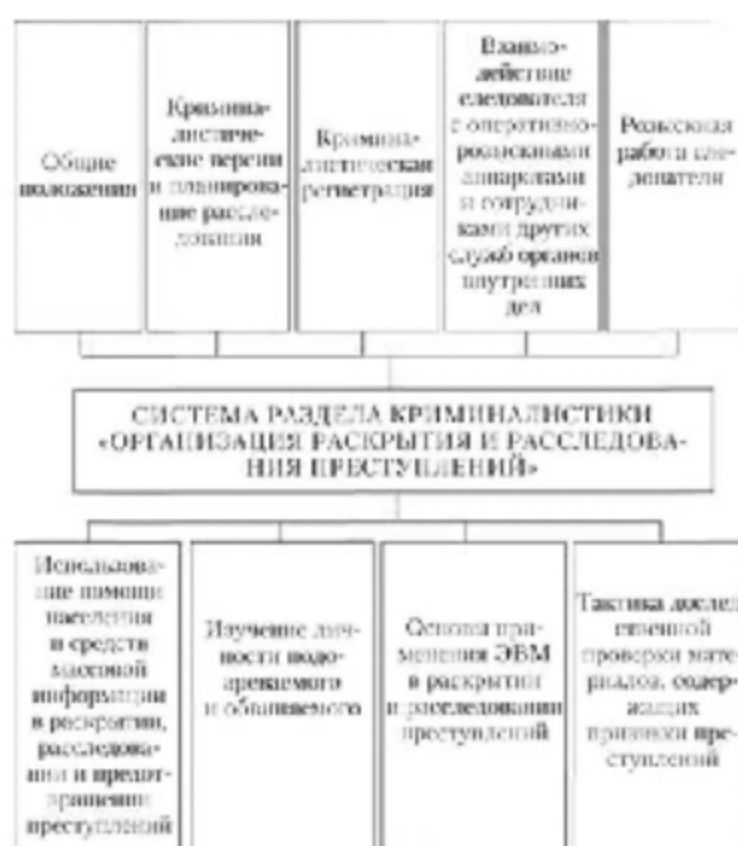 Общие
положения
Кримина-
листиче-
ские версии
и планирова-
ние рассле-
дования
Кримина-
листическая
регистрация
Взаимо-
действие
следователя
с оперативно-
розыскными
аппаратами
и сотрудни-
ками других
служб органов
внутренних
дел
Розыскная
работа сле-
дователя
СИСТЕМА РАЗДЕЛА КРИМИНАЛИСТИКИ
«ОРГАНИЗАЦИЯ РАСКРЫТИЯ И РАССЛЕДОВА-
НИЯ ПРЕСТУПЛЕНИЙ»
Использова-
ние помощи
населения
и средств
массовой
информации
в раскрытии,
расследова-
нии и предот-
вращении
преступлений
Изучение лич-
ности подо-
зреваемого
и обвиняемого
Основы при-
менения ЭВМ
в раскрытии
и расследовании
преступлений
Тактика дослед
ственной
проверки мате-
риалов, содер-
жащих
признаки пре-
ступлений